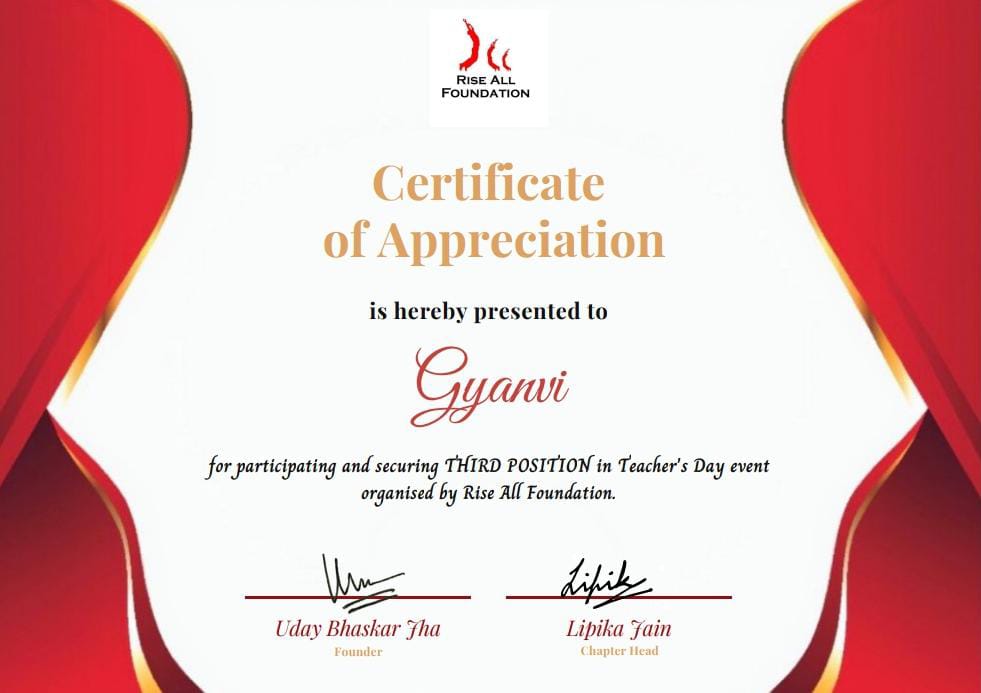 RISE ALL
FOUNDATION
Certificate
of Appreciation
is hereby presented to
Gyanvi
for participating and securing THIRD POSITION in Teacher's Day event
organised by Rise All Foundation.
Lipik
Uday Bhaskar Jha
Lipika Jain
Founder
Chapter Head